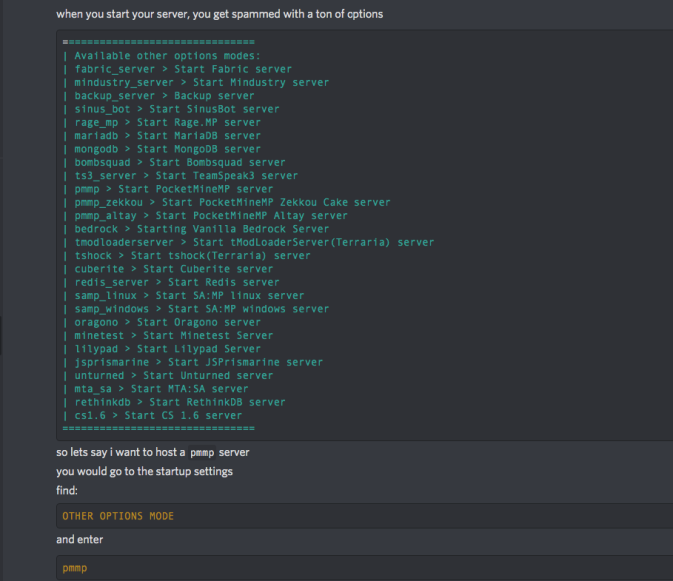 when you start your server, you get spammed with a ton of options
==============================
| Available other options modes:
| fabric_server > Start Fabric server
| mindustry_server > Start Mindustry server
| backup_server > Backup server
| sinus_bot > Start SinusBot server
| rage_mp > Start Rage.MP server
| mariadb > Start MariaDB server
| mongodb > Start MongoDB server
| bombsquad > Start Bombsquad server
| ts3_server > Start TeamSpeak3 server
| pmmp > Start PocketMineMP server
| pmmp_zekkou > Start PocketMineMP Zekkou Cake server
| pmmp_altay > Start PocketMineMP Altay server
| bedrock > Starting Vanilla Bedrock Server
| tmodloaderserver > Start tModLoaderServer(Terraria) server
| tshock > Start tshock(Terraria) server
| cuberite > Start Cuberite server
| redis_server > Start Redis server
| samp_linux > Start SA:MP linux server
| samp_windows > Start SA:MP windows server
| oragono > Start Oragono server
| minetest > Start Minetest Server
| lilypad > Start Lilypad Server
| jsprismarine > Start JSPrismarine server
| unturned > Start Unturned server
| mta_sa > Start MTA:SA server
| rethinkdb > Start RethinkDB server
| cs1.6 > Start CS 1.6 server
==============================
so lets say i want to host a pmmp server
you would go to the startup settings
find:
OTHER OPTIONS MODE
and enter
pmmp